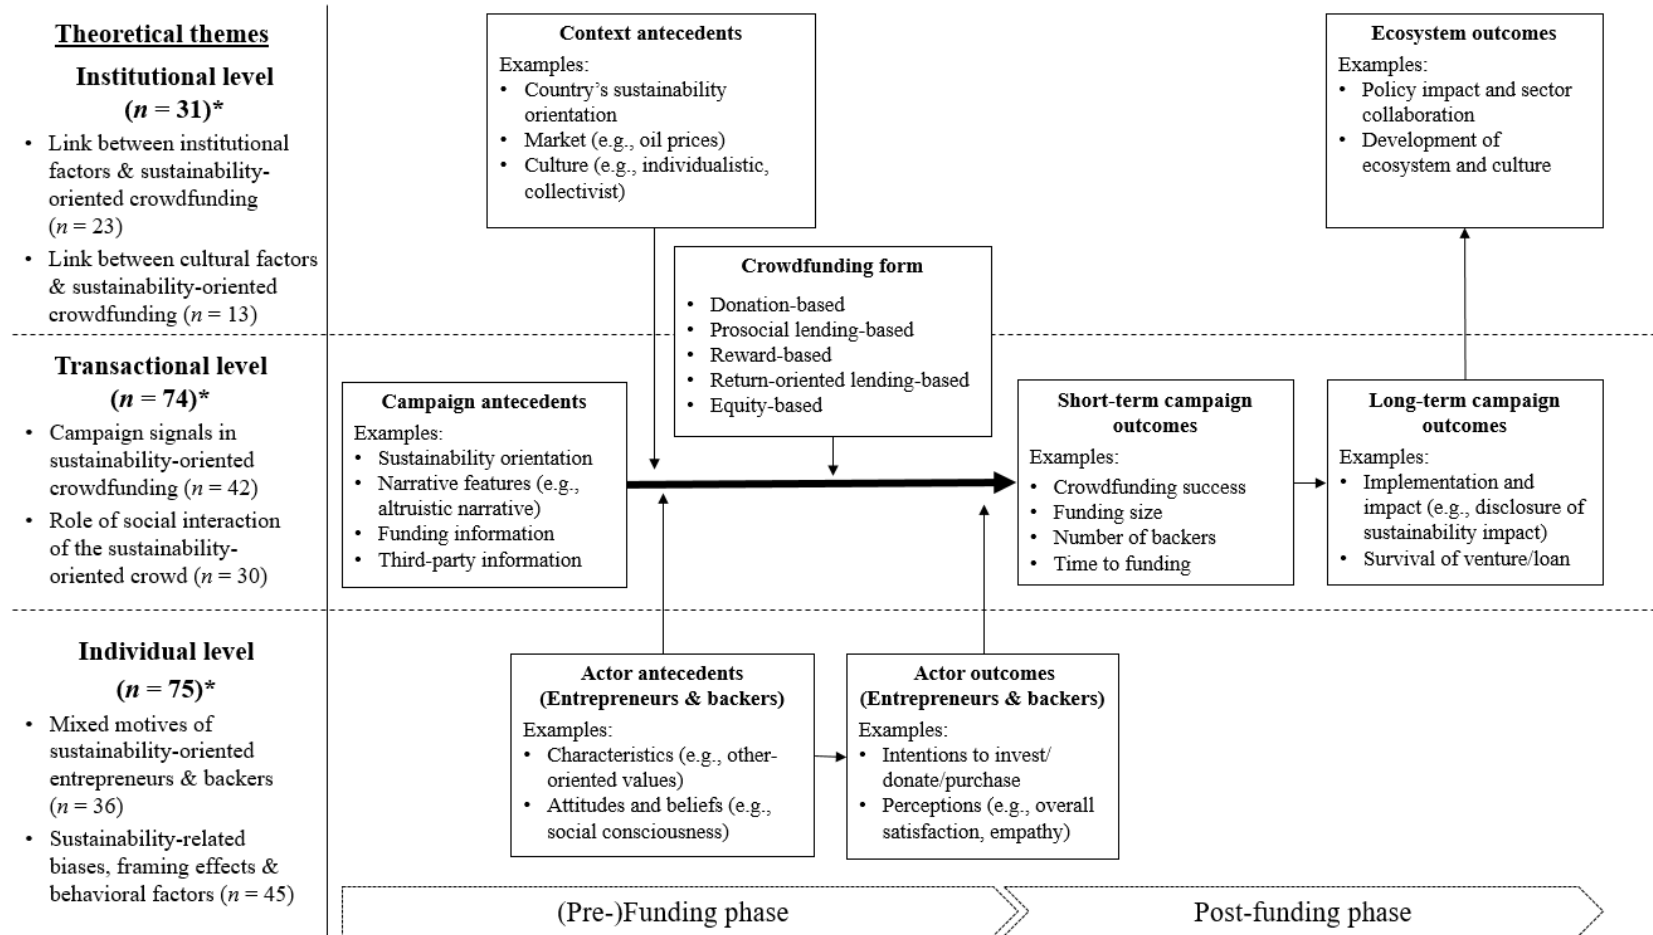 Theoretical themes
Institutional level
(n = 31)*
• Link between institutional
factors & sustainability-
oriented crowdfunding
(n = 23)
• Link between cultural factors
& sustainability-oriented
crowdfunding (n = 13)
Transactional level
(n = 74)*
• Campaign signals in
sustainability-oriented
crowdfunding (n = 42)
• Role of social interaction
of the sustainability-
oriented crowd (n = 30)
Individual level
(n = 75)*
• Mixed motives of
sustainability-oriented
entrepreneurs & backers
(n = 36)
• Sustainability-related
biases, framing effects &
behavioral factors (n = 45)
Context antecedents
Examples:
• Country's sustainability
orientation
• Market (e.g., oil prices)
• Culture (e.g., individualistic,
collectivist)
Ecosystem outcomes
Examples:
• Policy impact and sector
collaboration
• Development of
ecosystem and culture
Crowdfunding form
• Donation-based
• Prosocial lending-based
• Reward-based
• Return-oriented lending-based
• Equity-based
Campaign antecedents
Examples:
• Sustainability orientation
• Narrative features (e.g.,
altruistic narrative)
• Funding information
• Third-party information
Short-term campaign
outcomes
Examples:
• Crowdfunding success
• Funding size
• Number of backers
• Time to funding
Long-term campaign
outcomes
Examples:
• Implementation and
impact (e.g., disclosure of
sustainability impact)
• Survival of venture/loan
Actor antecedents
(Entrepreneurs & backers)
Examples:
• Characteristics (e.g., other-
oriented values)
• Attitudes and beliefs (e.g.,
social consciousness)
Actor outcomes
(Entrepreneurs & backers)
Examples:
• Intentions to invest/
donate/purchase
• Perceptions (e.g., overall
satisfaction, empathy)
(Pre-)Funding phase
Post-funding phase